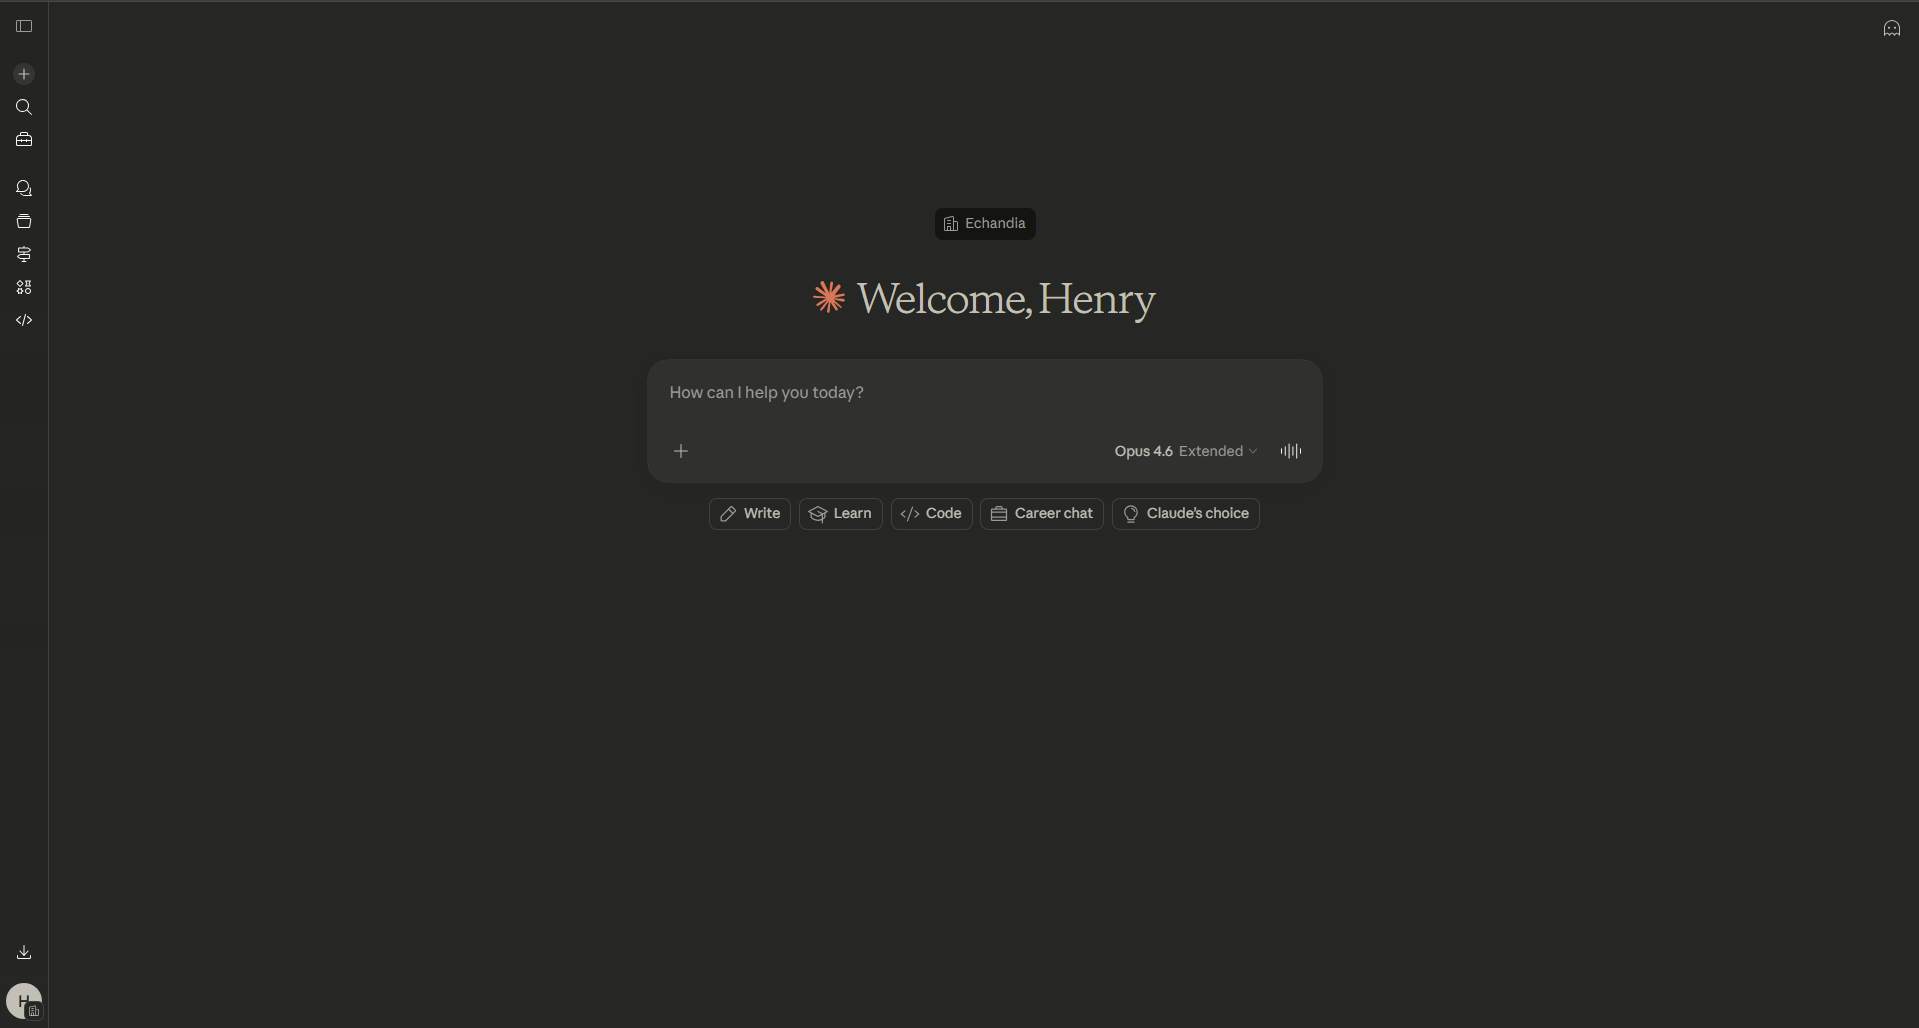 Echandia
Welcome, Henry
How can I help you today?
Opus 4.6 Extended
Write
Learn
Code
Career chat
Claude's choice
H